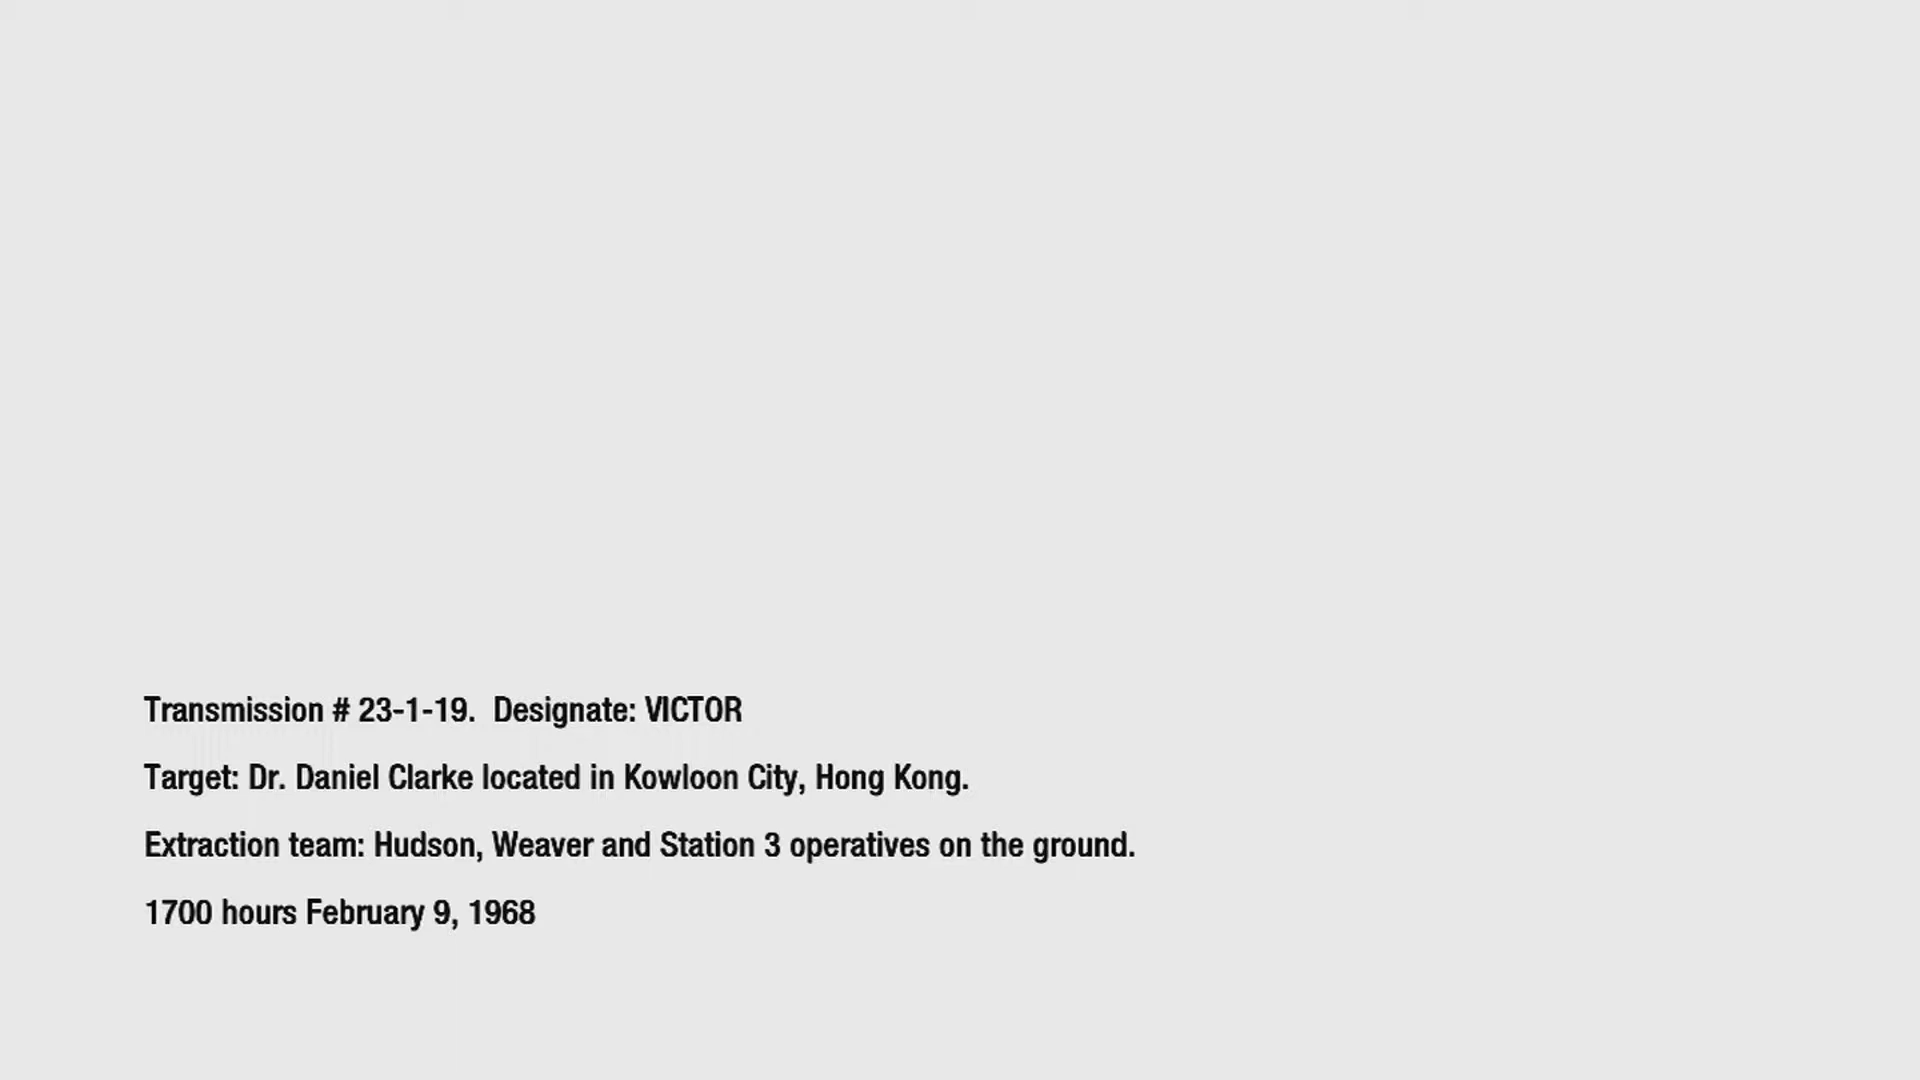 Transmission # 23-1-19.  Designate: VICTOR
Target: Dr. Daniel Clarke located in Kowloon City, Hong Kong.
Extraction team: Hudson, Weaver and Station 3 operatives on the ground.
1700 hours February 9, 1968